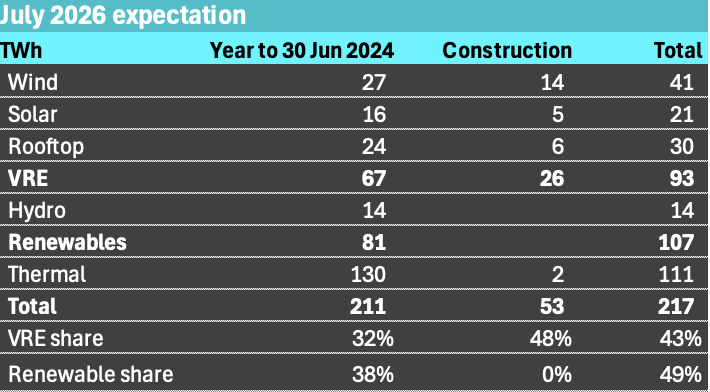 July 2026 expectation
TWh Year to 30 Jun 2024 Construction Total
Wind 27 14 41
Solar 16 5 21
Rooftop 24 6 30
VRE 67 26 93
Hydro 14 14
Renewables 81 107
Thermal 130 2 111
Total 211 53 217
VRE share 32% 48% 43%
Renewable share 38% 0% 49%